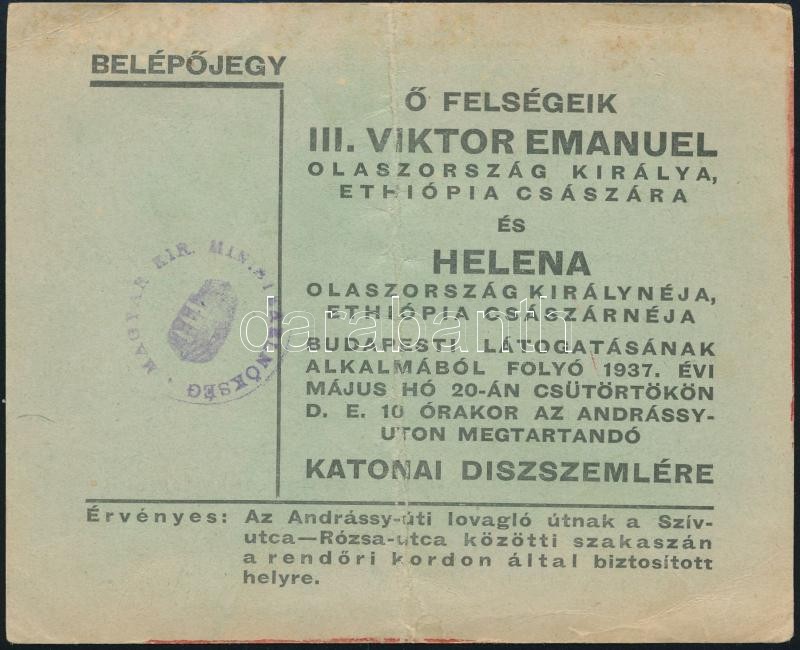 BELÉPŐJEGY
Ő FELSÉGEIK
III. VIKTOR EMANUEL
OLASZORSZÁG KIRÁLYA,
ETHIÓPIA CSÁSZÁRA
ÉS
HELENA
OLASZORSZÁG KIRÁLYNÉJA,
ETHIÓPIA CSÁSZÁRNÉJA
BUDAPESTI LÁTOGATÁSÁNAK
ALKALMÁBÓL FOLYÓ 1937. ÉVI
MÁJUS HÓ 20-ÁN CSÜTÖRTÖKÖN
D. E. 10 ÓRAKOR AZ ANDRÁSSY-
UTON MEGTARTANDÓ
KATONAI DISZSZEMLÉRE
MAGYAR KIR. MINISZTERELNÖKSÉG
darabanth
Érvényes: Az Andrássy-úti lovagló útnak a Szív-
utca—Rózsa-utca közötti szakaszán
a rendőri kordon által biztosított
helyre.